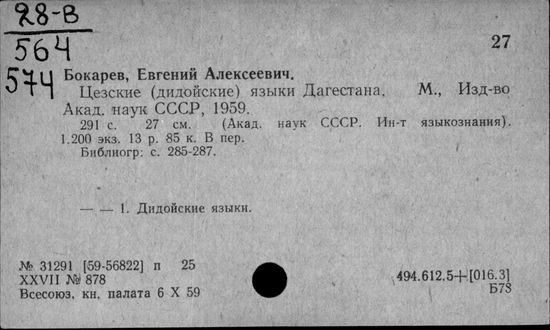 28-В
564
574
27
Бокарев, Евгений Алексеевич.
Цезские (дидойские) языки Дагестана, М., Изд-во
Акад. наук СССР, 1959.
291 с. 27 см. (Акад. наук СССР. Ин-т языкознания).
1.200 экз. 13 р. 85 к. В пер.
Библиогр: с. 285-287.
— — 1. Дидойские языки.
№ 31291 [59-56822] п 25
XXVII № 878
Всесоюз. кн. палата 6 X 59
494.612.5+[016.3]
Б78